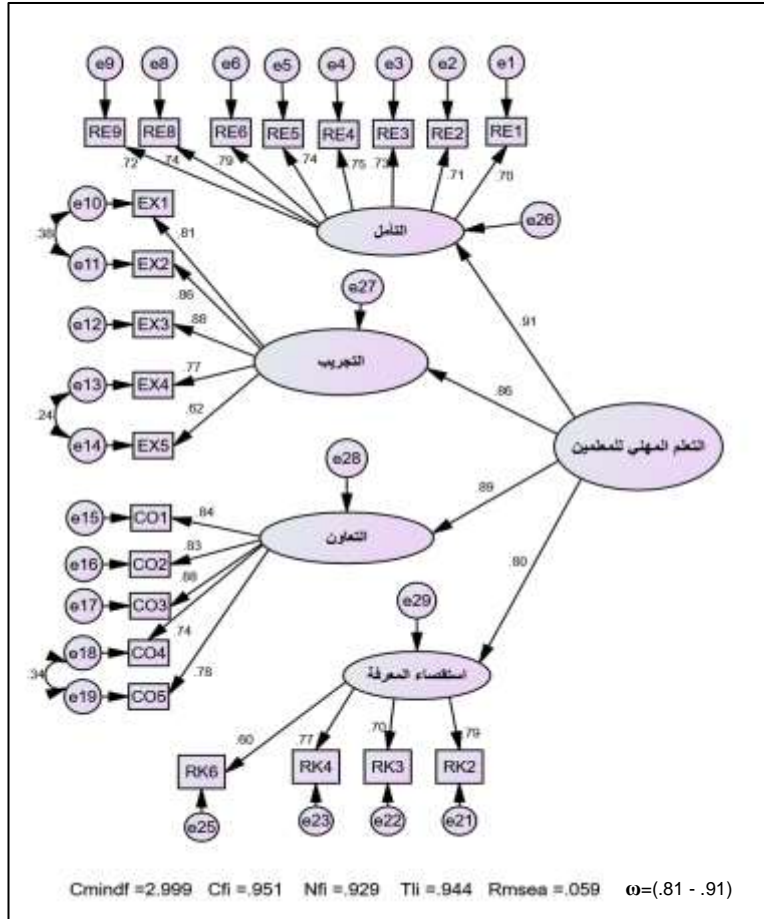 e9 e8 e6 e5 e4 e3 e2 e1
RE9 RE8 RE6 RE5 RE4 RE3 RE2 RE1
.72 .74 .79 .74 .75 .73 .71 .70
التأمل
e26
.91
e10 EX1
.38
e11 EX2
e12 EX3
e13 EX4
.24
e14 EX5
.81
.86
.88
.77
.62
e27
التجريب
.86
التعلم المهني للمعلمين
e28
التعاون
.89
e15 CO1
e16 CO2
e17 CO3
e18 CO4
.34
e19 CO5
.84
.83
.88
.74
.78
.80
e29
استقصاء المعرفة
.60 .77 .70 .79
RK6 RK4 RK3 RK2
e25 e23 e22 e21
Cmindf =2.999 Cfi =.951 Nfi =.929 Tli =.944 Rmsea =.059 ω=(.81 - .91)